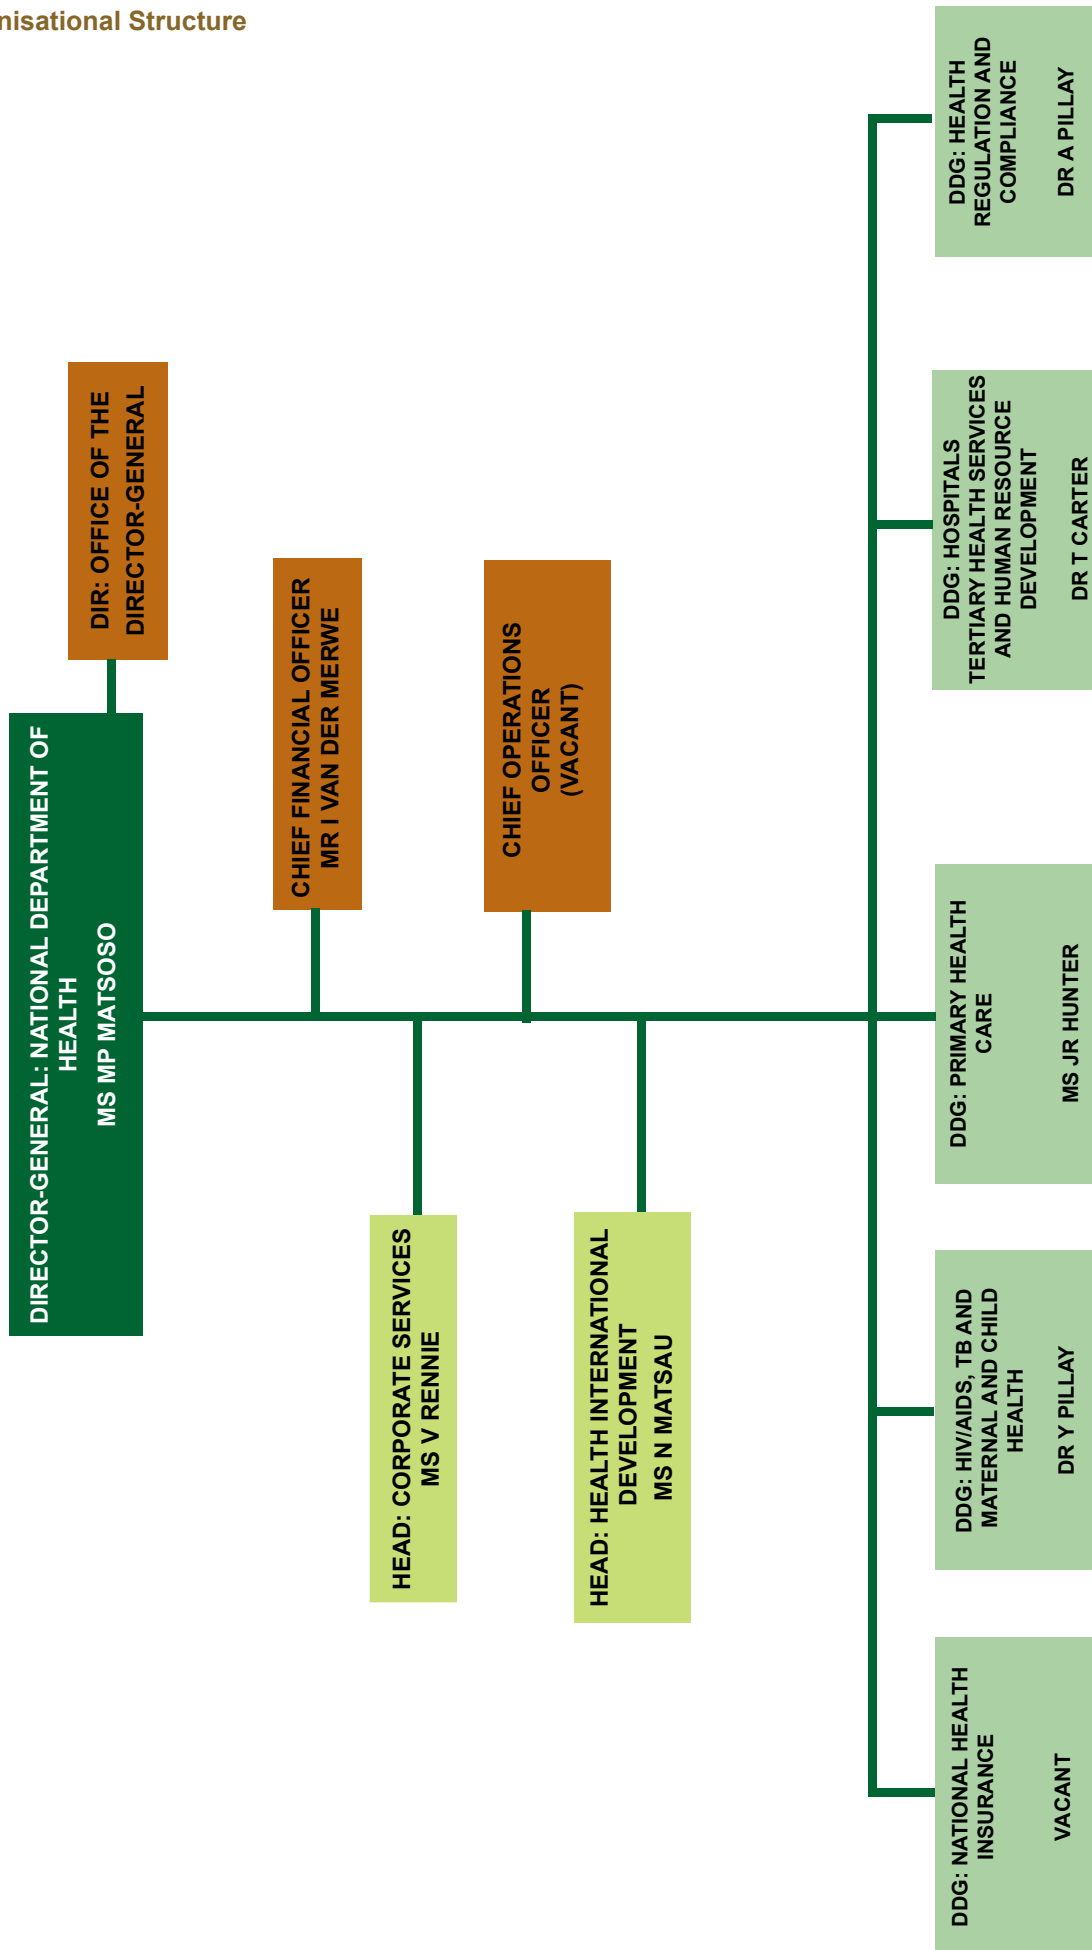 nisational Structure
DIRECTOR-GENERAL: NATIONAL DEPARTMENT OF
HEALTH
MS MP MATSOSO
DIR: OFFICE OF THE
DIRECTOR-GENERAL
CHIEF FINANCIAL OFFICER
MR I VAN DER MERWE
HEAD: CORPORATE SERVICES
MS V RENNIE
CHIEF OPERATIONS
OFFICER
(VACANT)
HEAD: HEALTH INTERNATIONAL
DEVELOPMENT
MS N MATSAU
DDG: NATIONAL HEALTH
INSURANCE
VACANT
DDG: HIV/AIDS, TB AND
MATERNAL AND CHILD
HEALTH
DR Y PILLAY
DDG: PRIMARY HEALTH
CARE
MS JR HUNTER
DDG: HOSPITALS
TERTIARY HEALTH SERVICES
AND HUMAN RESOURCE
DEVELOPMENT
DR T CARTER
DDG: HEALTH
REGULATION AND
COMPLIANCE
DR A PILLAY